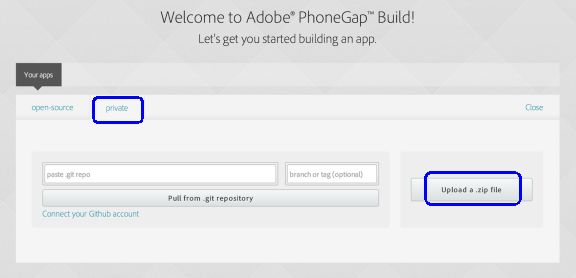 Welcome to Adobe® PhoneGap™ Build!
Let's get you started building an app.
Your apps
open-source private Close
paste .git repo branch or tag (optional)
Pull from .git repository
Upload a .zip file
Connect your Github account